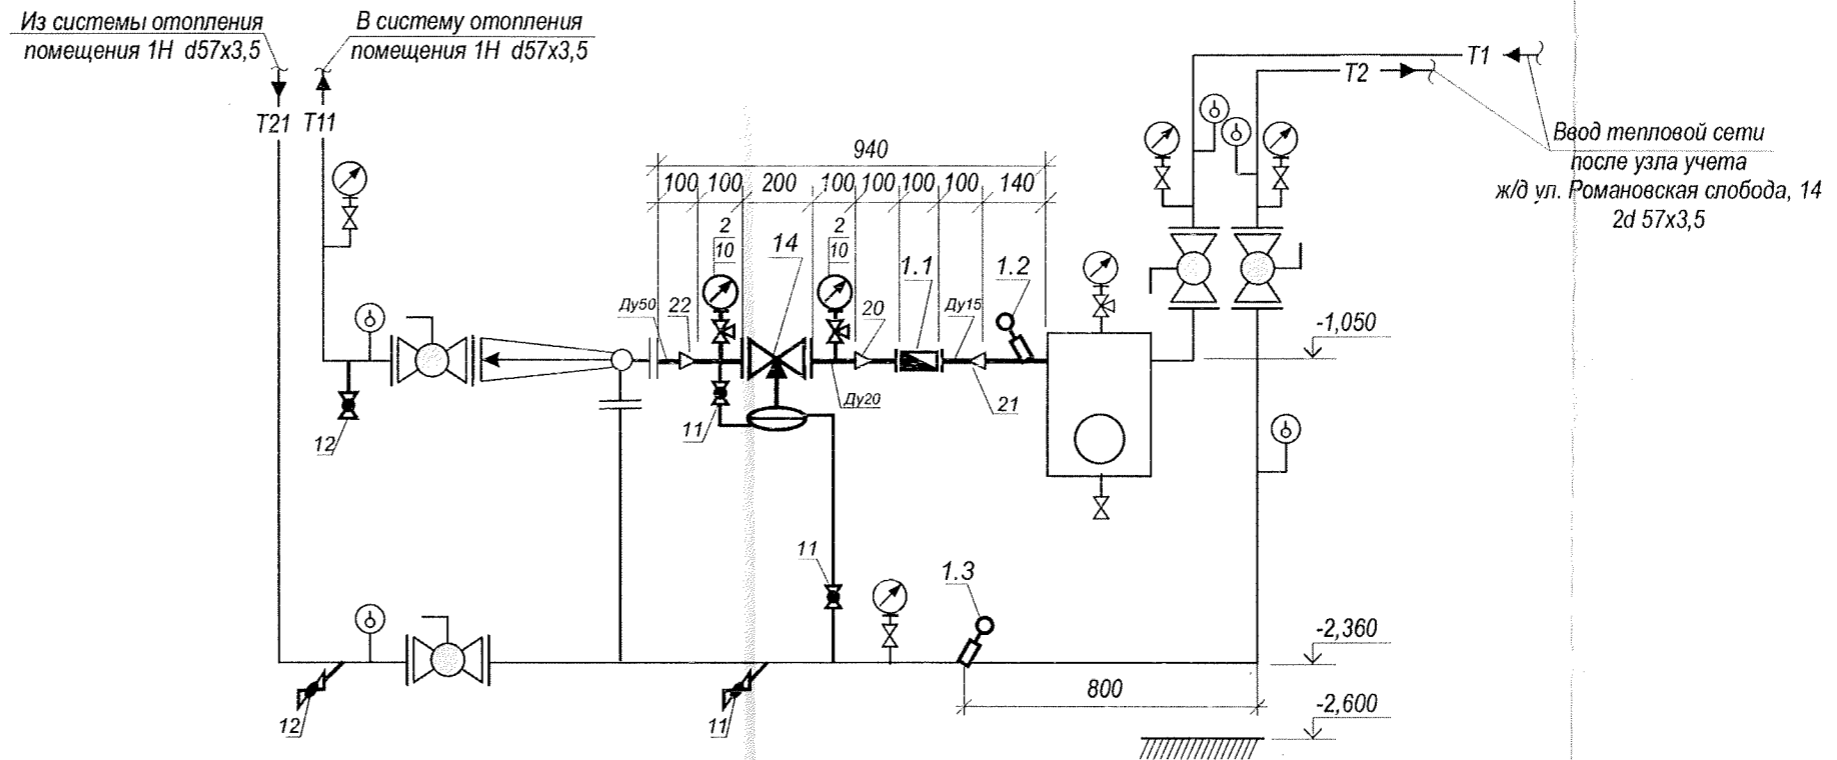 Из системы отопления
помещения 1Н d57x3,5
В систему отопления
помещения 1Н d57x3,5
Т21
Т11
Т1
Т2
Ввод тепловой сети
после узла учета
ж/д ул. Романовская слобода, 14
2d 57x3,5
940
100
100
200
100
100
100
100
140
2
10
14
2
10
1.1
1.2
Ду50
22
20
Ду15
-1,050
Ду20
21
11
12
11
1.3
-2,360
800
-2,600
12
11